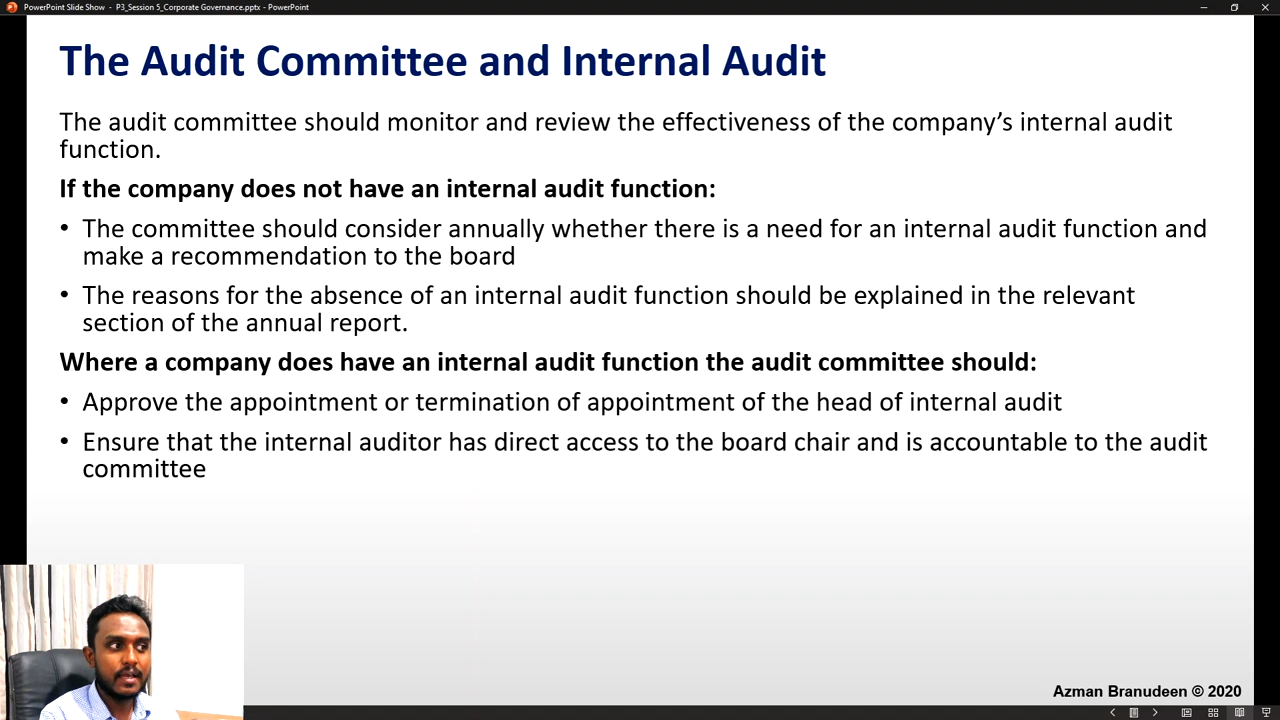 PowerPoint Slide Show - P3_Session 5_Corporate Governance.pptx - PowerPoint
The Audit Committee and Internal Audit
The audit committee should monitor and review the effectiveness of the company’s internal audit
function.
If the company does not have an internal audit function:
• The committee should consider annually whether there is a need for an internal audit function and
make a recommendation to the board
• The reasons for the absence of an internal audit function should be explained in the relevant
section of the annual report.
Where a company does have an internal audit function the audit committee should:
• Approve the appointment or termination of appointment of the head of internal audit
• Ensure that the internal auditor has direct access to the board chair and is accountable to the audit
committee
Azman Branudeen © 2020